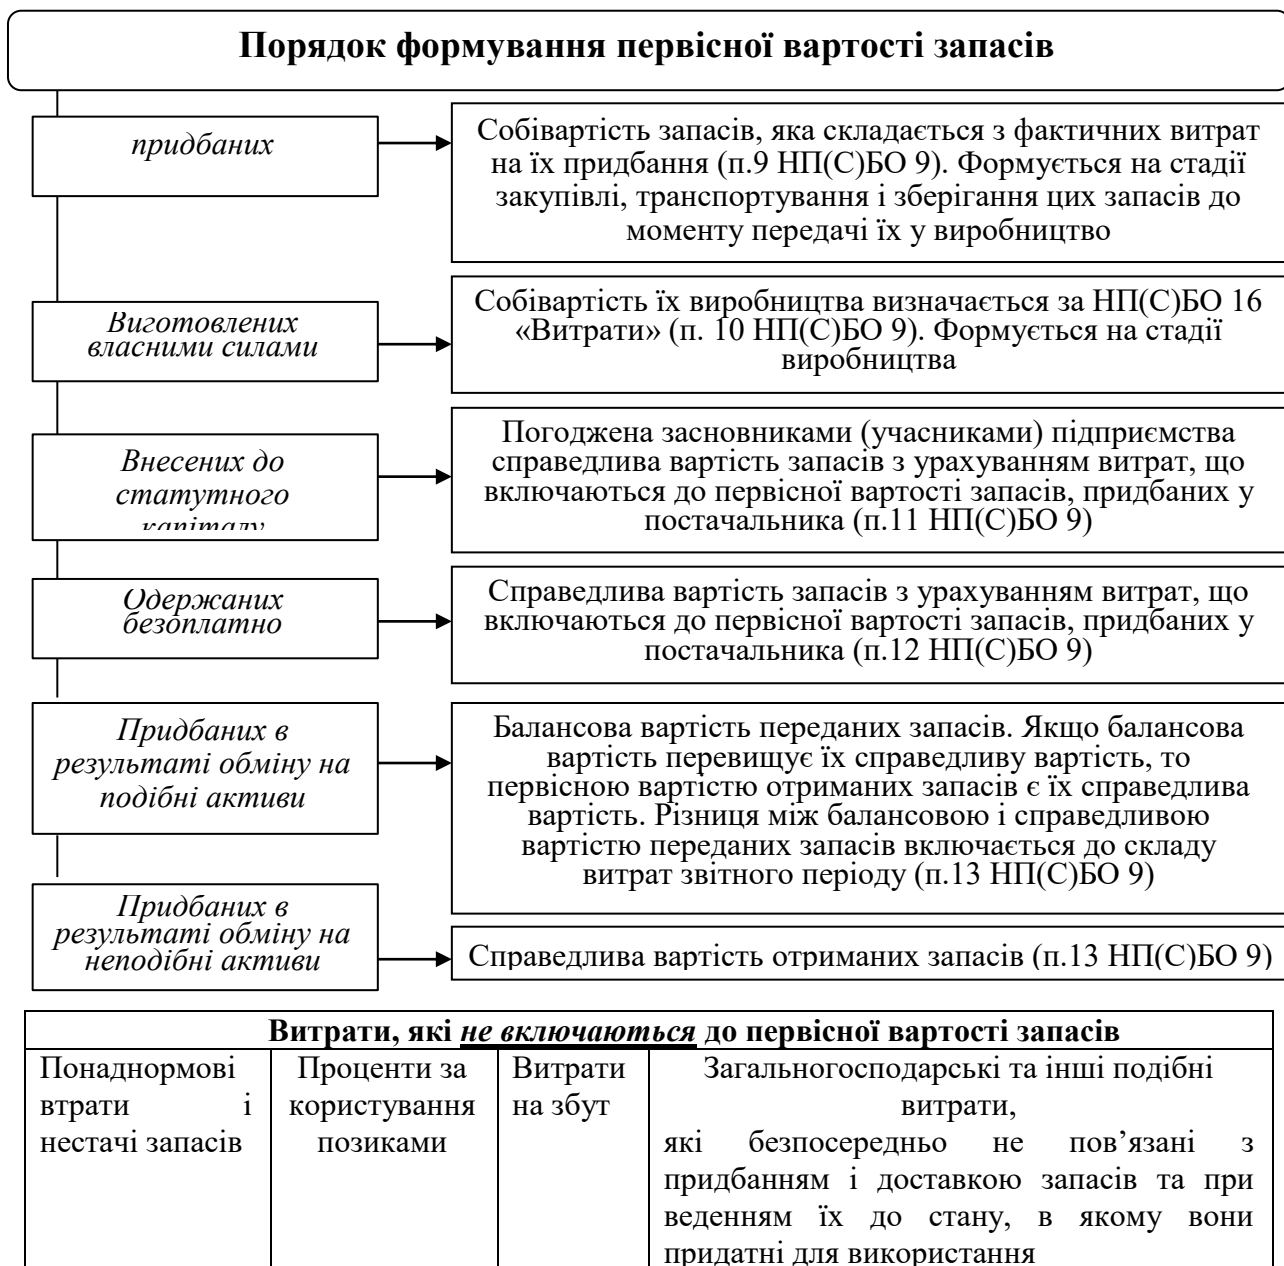 Порядок формування первісної вартості запасів
придбаних
Собівартість запасів, яка складається з фактичних витрат
на їх придбання (п.9 НП(С)БО 9). Формується на стадії
закупівлі, транспортування і зберігання цих запасів до
моменту передачі їх у виробництво
Виготовлених
власними силами
Собівартість їх виробництва визначається за НП(С)БО 16
«Витрати» (п. 10 НП(С)БО 9). Формується на стадії
виробництва
Внесених до
статутного
капіталу
Погоджена засновниками (учасниками) підприємства
справедлива вартість запасів з урахуванням витрат, що
включаються до первісної вартості запасів, придбаних у
постачальника (п.11 НП(С)БО 9)
Одержаних
безоплатно
Справедлива вартість запасів з урахуванням витрат, що
включаються до первісної вартості запасів, придбаних у
постачальника (п.12 НП(С)БО 9)
Придбаних в
результаті обміну на
подібні активи
Балансова вартість переданих запасів. Якщо балансова
вартість перевищує їх справедливу вартість, то
первісною вартістю отриманих запасів є їх справедлива
вартість. Різниця між балансовою і справедливою
вартістю переданих запасів включається до складу
витрат звітного періоду (п.13 НП(С)БО 9)
Придбаних в
результаті обміну на
неподібні активи
Справедлива вартість отриманих запасів (п.13 НП(С)БО 9)
Витрати, які не включаються до первісної вартості запасів
Понаднормові
втрати і
нестачі запасів
Проценти за
користування
позиками
Витрати
на збут
Загальногосподарські та інші подібні
витрати,
які безпосередньо не пов’язані з
придбанням і доставкою запасів та при
веденням їх до стану, в якому вони
придатні для використання